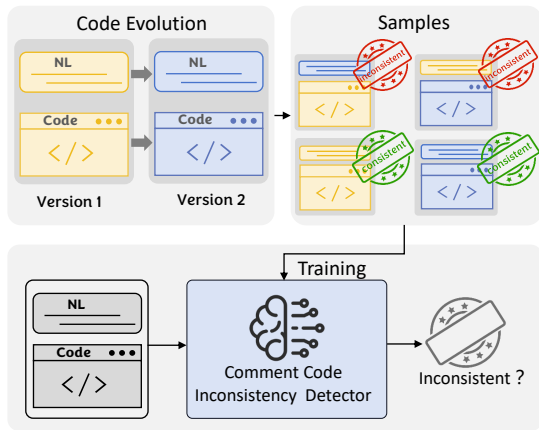 Code Evolution
NL
NL
Code
</>
Code
</>
Version 1
Version 2
Samples
Inconsistent
</>
Inconsistent
</>
Consistent
</>
Consistent
</>
Training
NL
Code
</>
Comment Code
Inconsistency Detector
Inconsistent ?